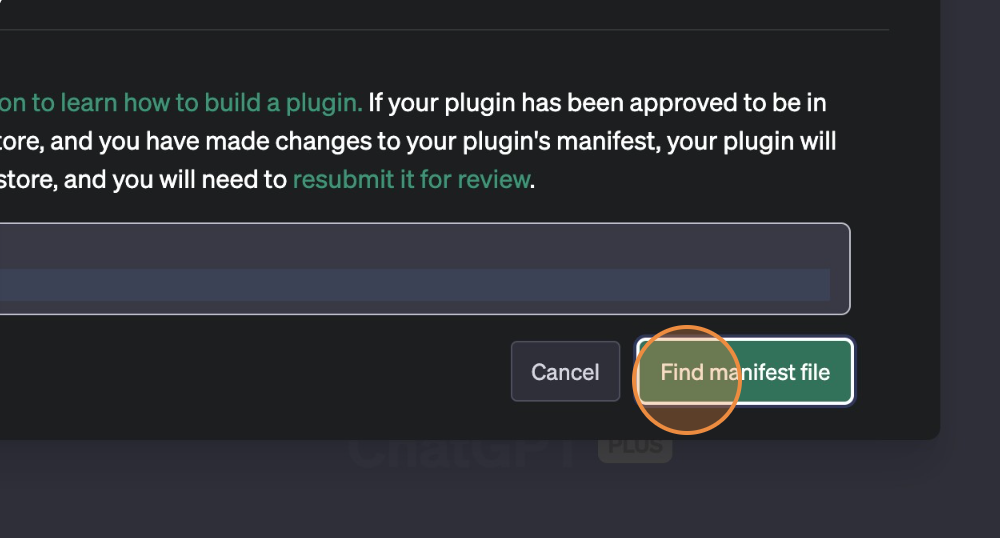 on to learn how to build a plugin. If your plugin has been approved to be in
tore, and you have made changes to your plugin's manifest, your plugin will
store, and you will need to resubmit it for review.
Cancel
Find manifest file
ChatGPT PLUS